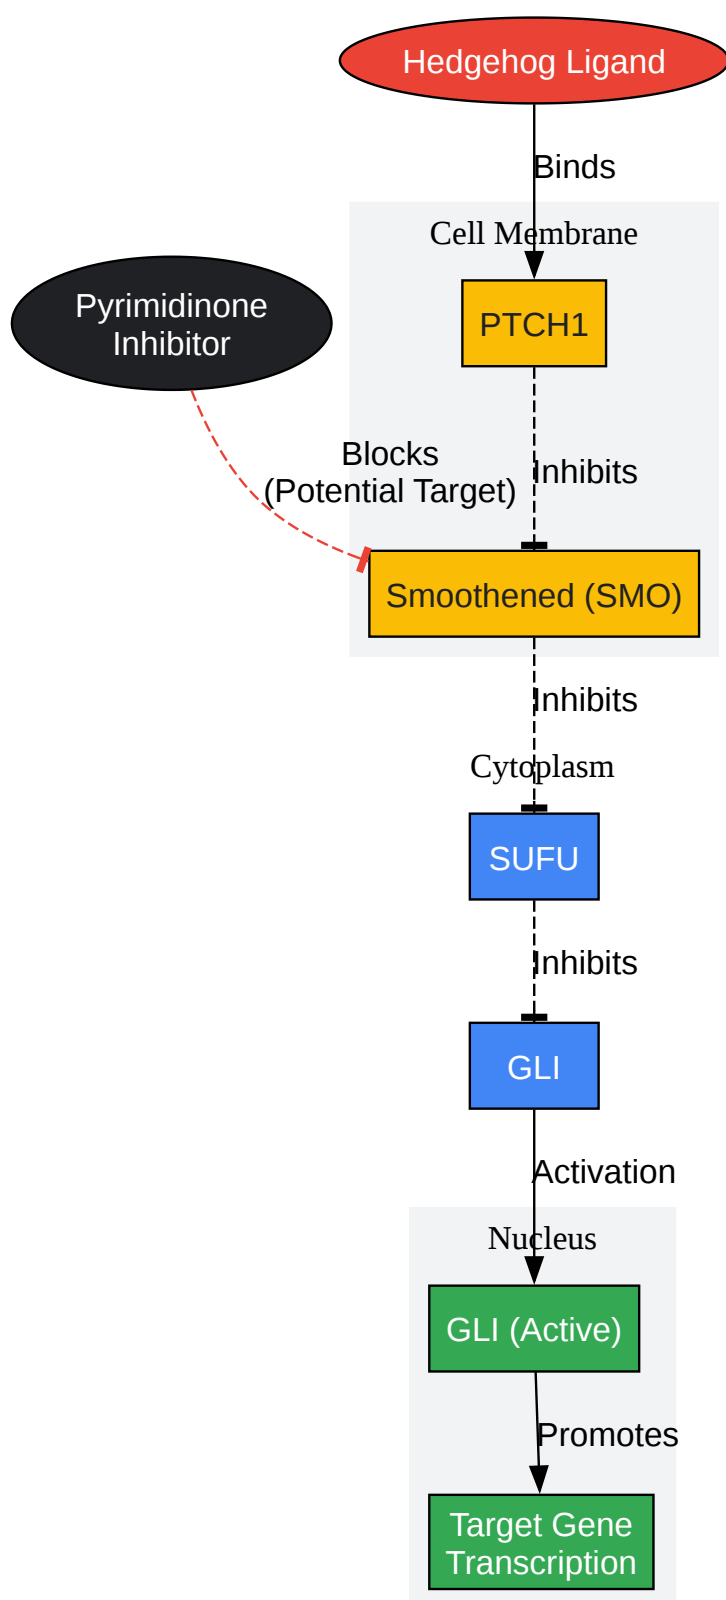 Hedgehog Ligand
Binds
Cell Membrane
Pyrimidinone
Inhibitor
PTCH1
Blocks
(Potential Target)
Inhibits
Smoothened (SMO)
Inhibits
Cytoplasm
SUFU
Inhibits
GLI
Activation
Nucleus
GLI (Active)
Promotes
Target Gene
Transcription